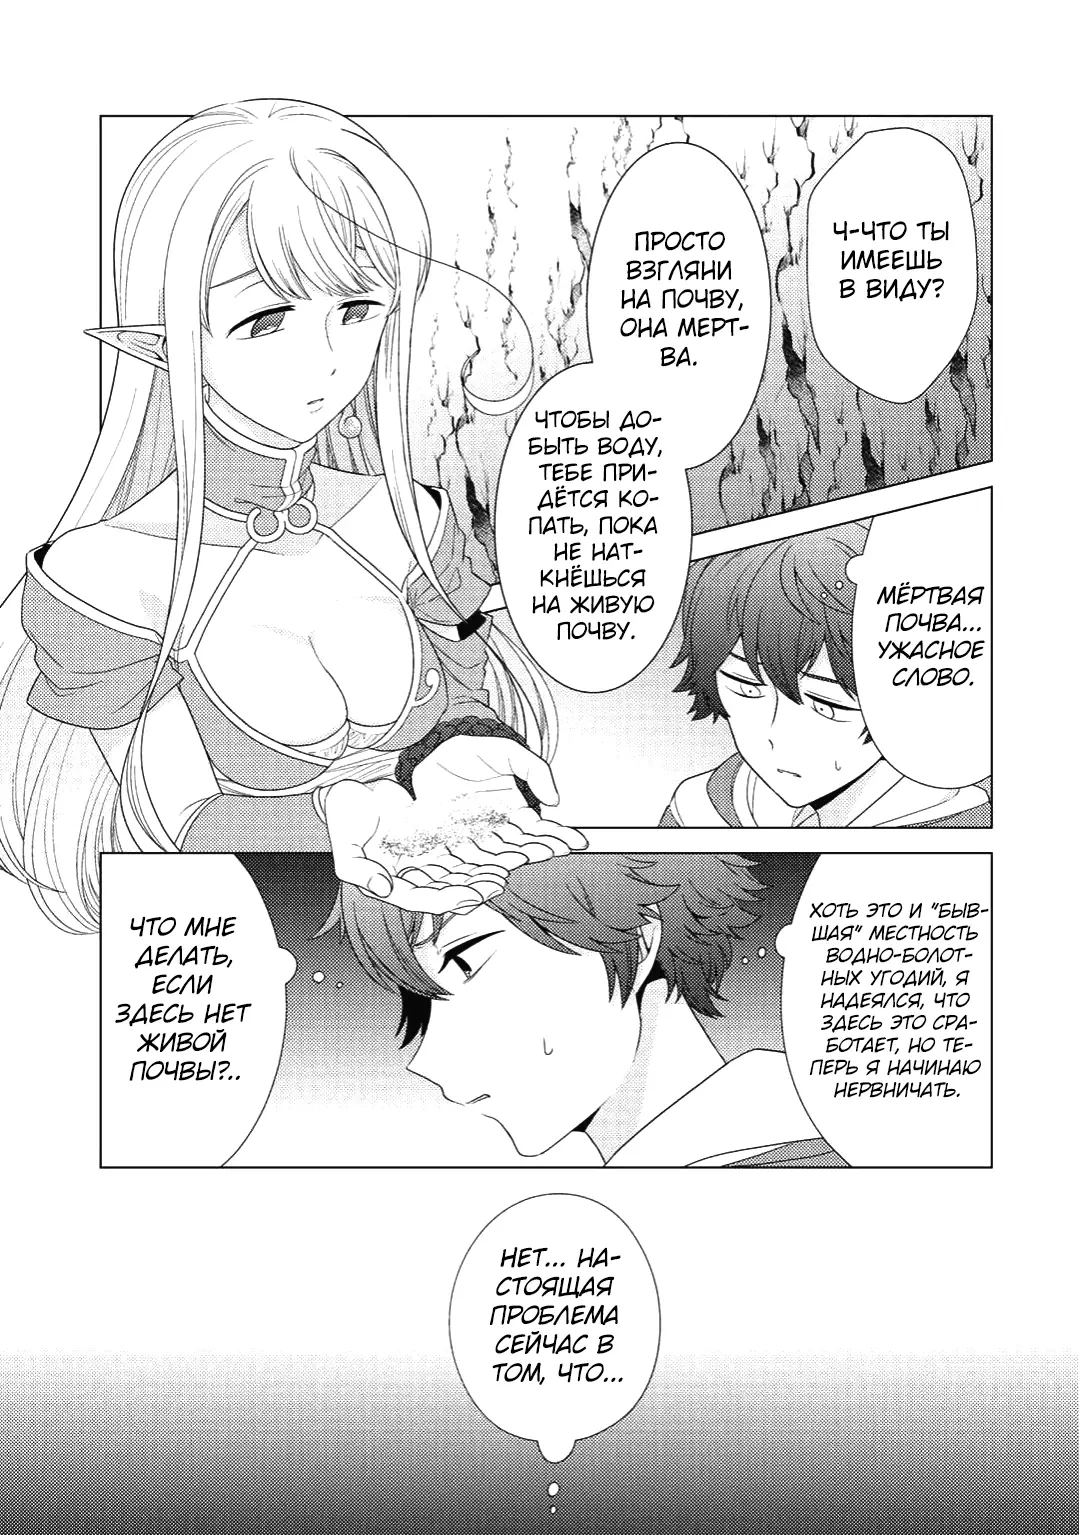 Ч-ЧТО ТЫ
ИМЕЕШЬ
В ВИДУ?
ПРОСТО
ВЗГЛЯНИ
НА ПОЧВУ,
ОНА МЕРТ-
ВА.
ЧТОБЫ ДО-
БЫТЬ ВОДУ,
ТЕБЕ ПРИ-
ДЁТСЯ КО-
ПАТЬ, ПОКА
НЕ НАТ-
КНЁШЬСЯ
НА ЖИВУЮ
ПОЧВУ.
МЁРТВАЯ
ПОЧВА...
УЖАСНОЕ
СЛОВО.
ХОТЬ ЭТО И "БЫВ-
ШАЯ" МЕСТНОСТЬ
ВОДНО-БОЛОТ-
НЫХ УГОДИЙ, Я
НАДЕЯЛСЯ, ЧТО
ЗДЕСЬ ЭТО СРА-
БОТАЕТ, НО ТЕ-
ПЕРЬ Я НАЧИНАЮ
НЕРВНИЧАТЬ.
ЧТО МНЕ
ДЕЛАТЬ,
ЕСЛИ
ЗДЕСЬ НЕТ
ЖИВОЙ
ПОЧВЫ?..
НЕТ... НА-
СТОЯЩАЯ
ПРОБЛЕМА
СЕЙЧАС В
ТОМ, ЧТО...